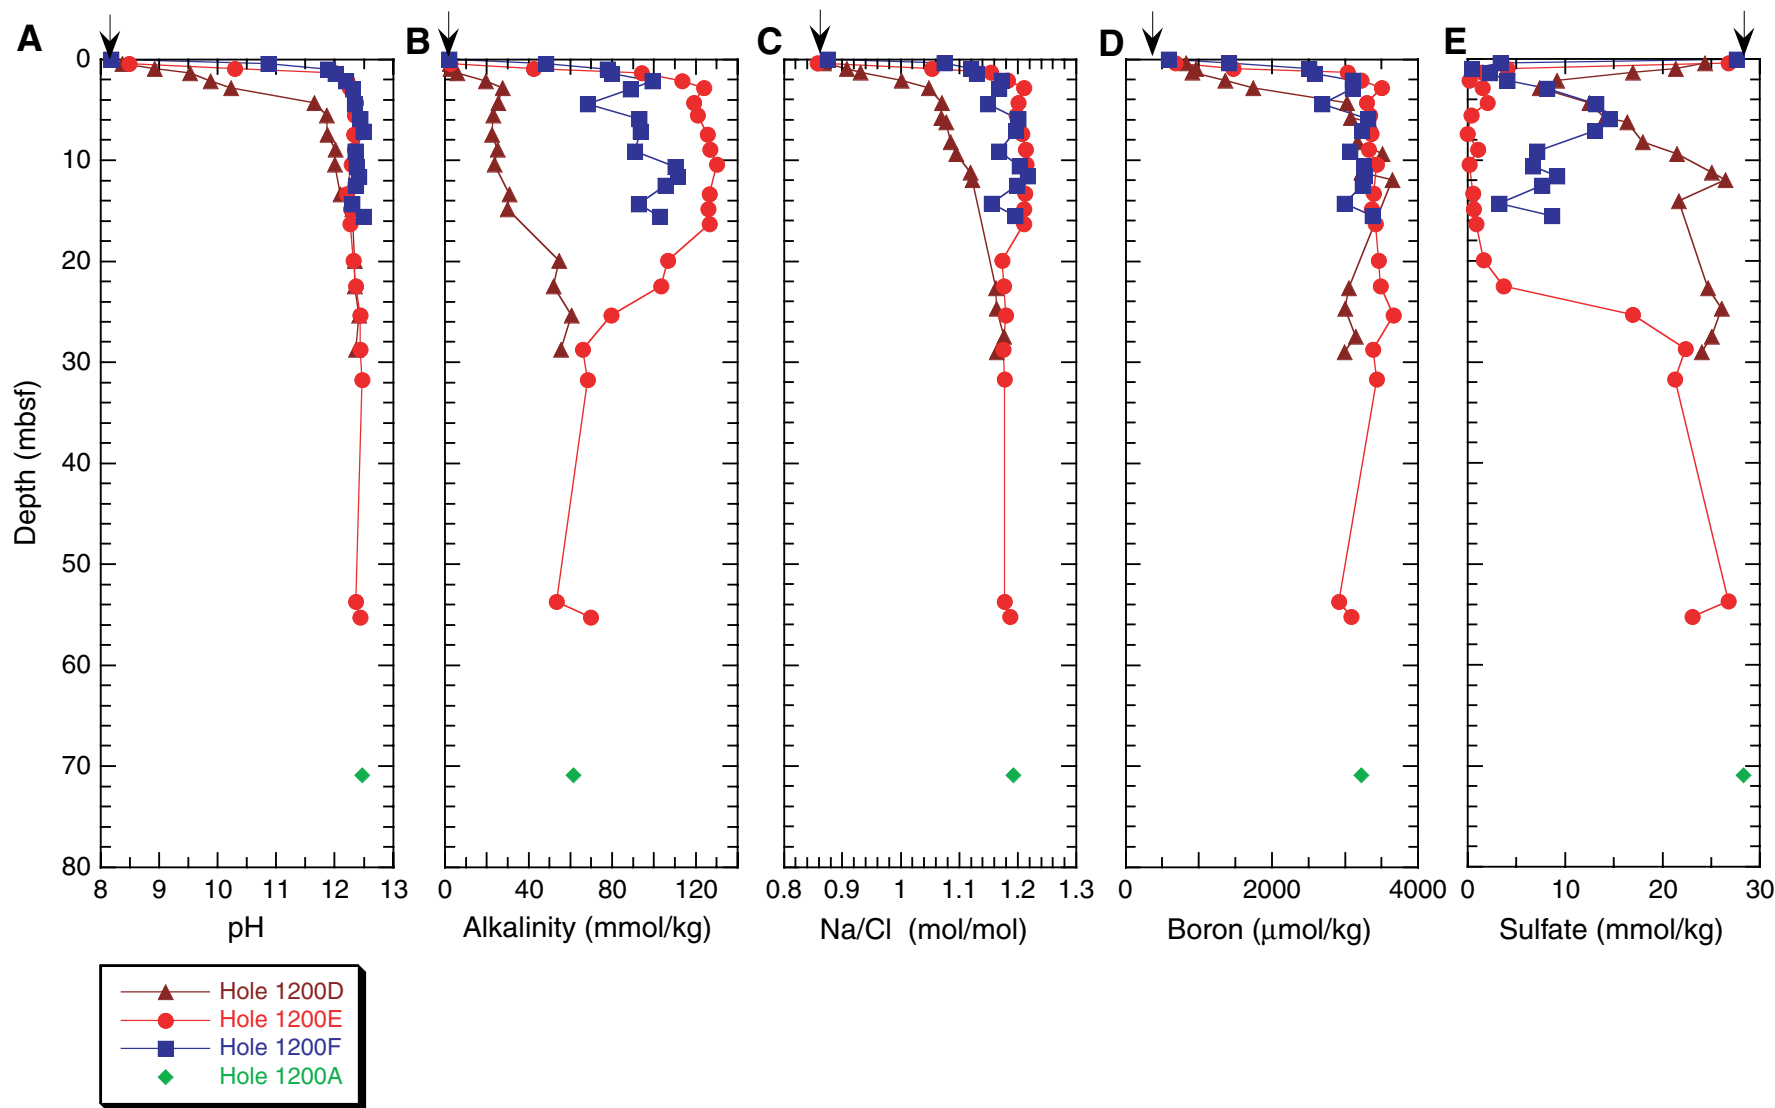 A B C D E
0
10
20
30
40
50
60
70
80
Depth (mbsf)
8 9 10 11 12 13
0 40 80 120
0.8 0.9 1 1.1 1.2 1.3
0 2000 4000
0 10 20 30
pH
Alkalinity (mmol/kg)
Na/Cl (mol/mol)
Boron (μmol/kg)
Sulfate (mmol/kg)
Hole 1200D
Hole 1200E
Hole 1200F
Hole 1200A